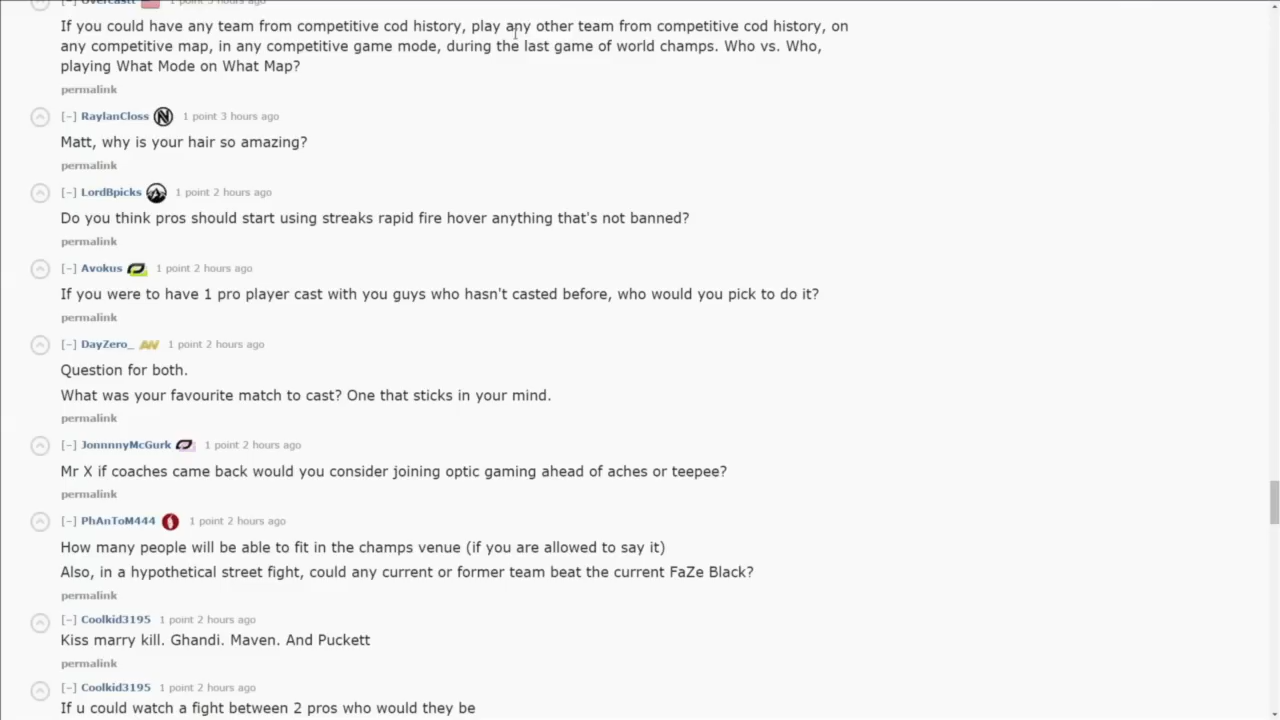 [-] Overcastt 1 point 3 hours ago
If you could have any team from competitive cod history, play any other team from competitive cod history, on
any competitive map, in any competitive game mode, during the last game of world champs. Who vs. Who,
playing What Mode on What Map?
permalink
[-] RaylanCloss 1 point 3 hours ago
Matt, why is your hair so amazing?
permalink
[-] LordBpicks 1 point 2 hours ago
Do you think pros should start using streaks rapid fire hover anything that's not banned?
permalink
[-] Avokus 1 point 2 hours ago
If you were to have 1 pro player cast with you guys who hasn't casted before, who would you pick to do it?
permalink
[-] DayZero_ AW 1 point 2 hours ago
Question for both.
What was your favourite match to cast? One that sticks in your mind.
permalink
[-] JonnnnyMcGurk 1 point 2 hours ago
Mr X if coaches came back would you consider joining optic gaming ahead of aches or teepee?
permalink
[-] PhAnToM444 1 point 2 hours ago
How many people will be able to fit in the champs venue (if you are allowed to say it)
Also, in a hypothetical street fight, could any current or former team beat the current FaZe Black?
permalink
[-] Coolkid3195 1 point 2 hours ago
Kiss marry kill. Ghandi. Maven. And Puckett
permalink
[-] Coolkid3195 1 point 2 hours ago
If u could watch a fight between 2 pros who would they be